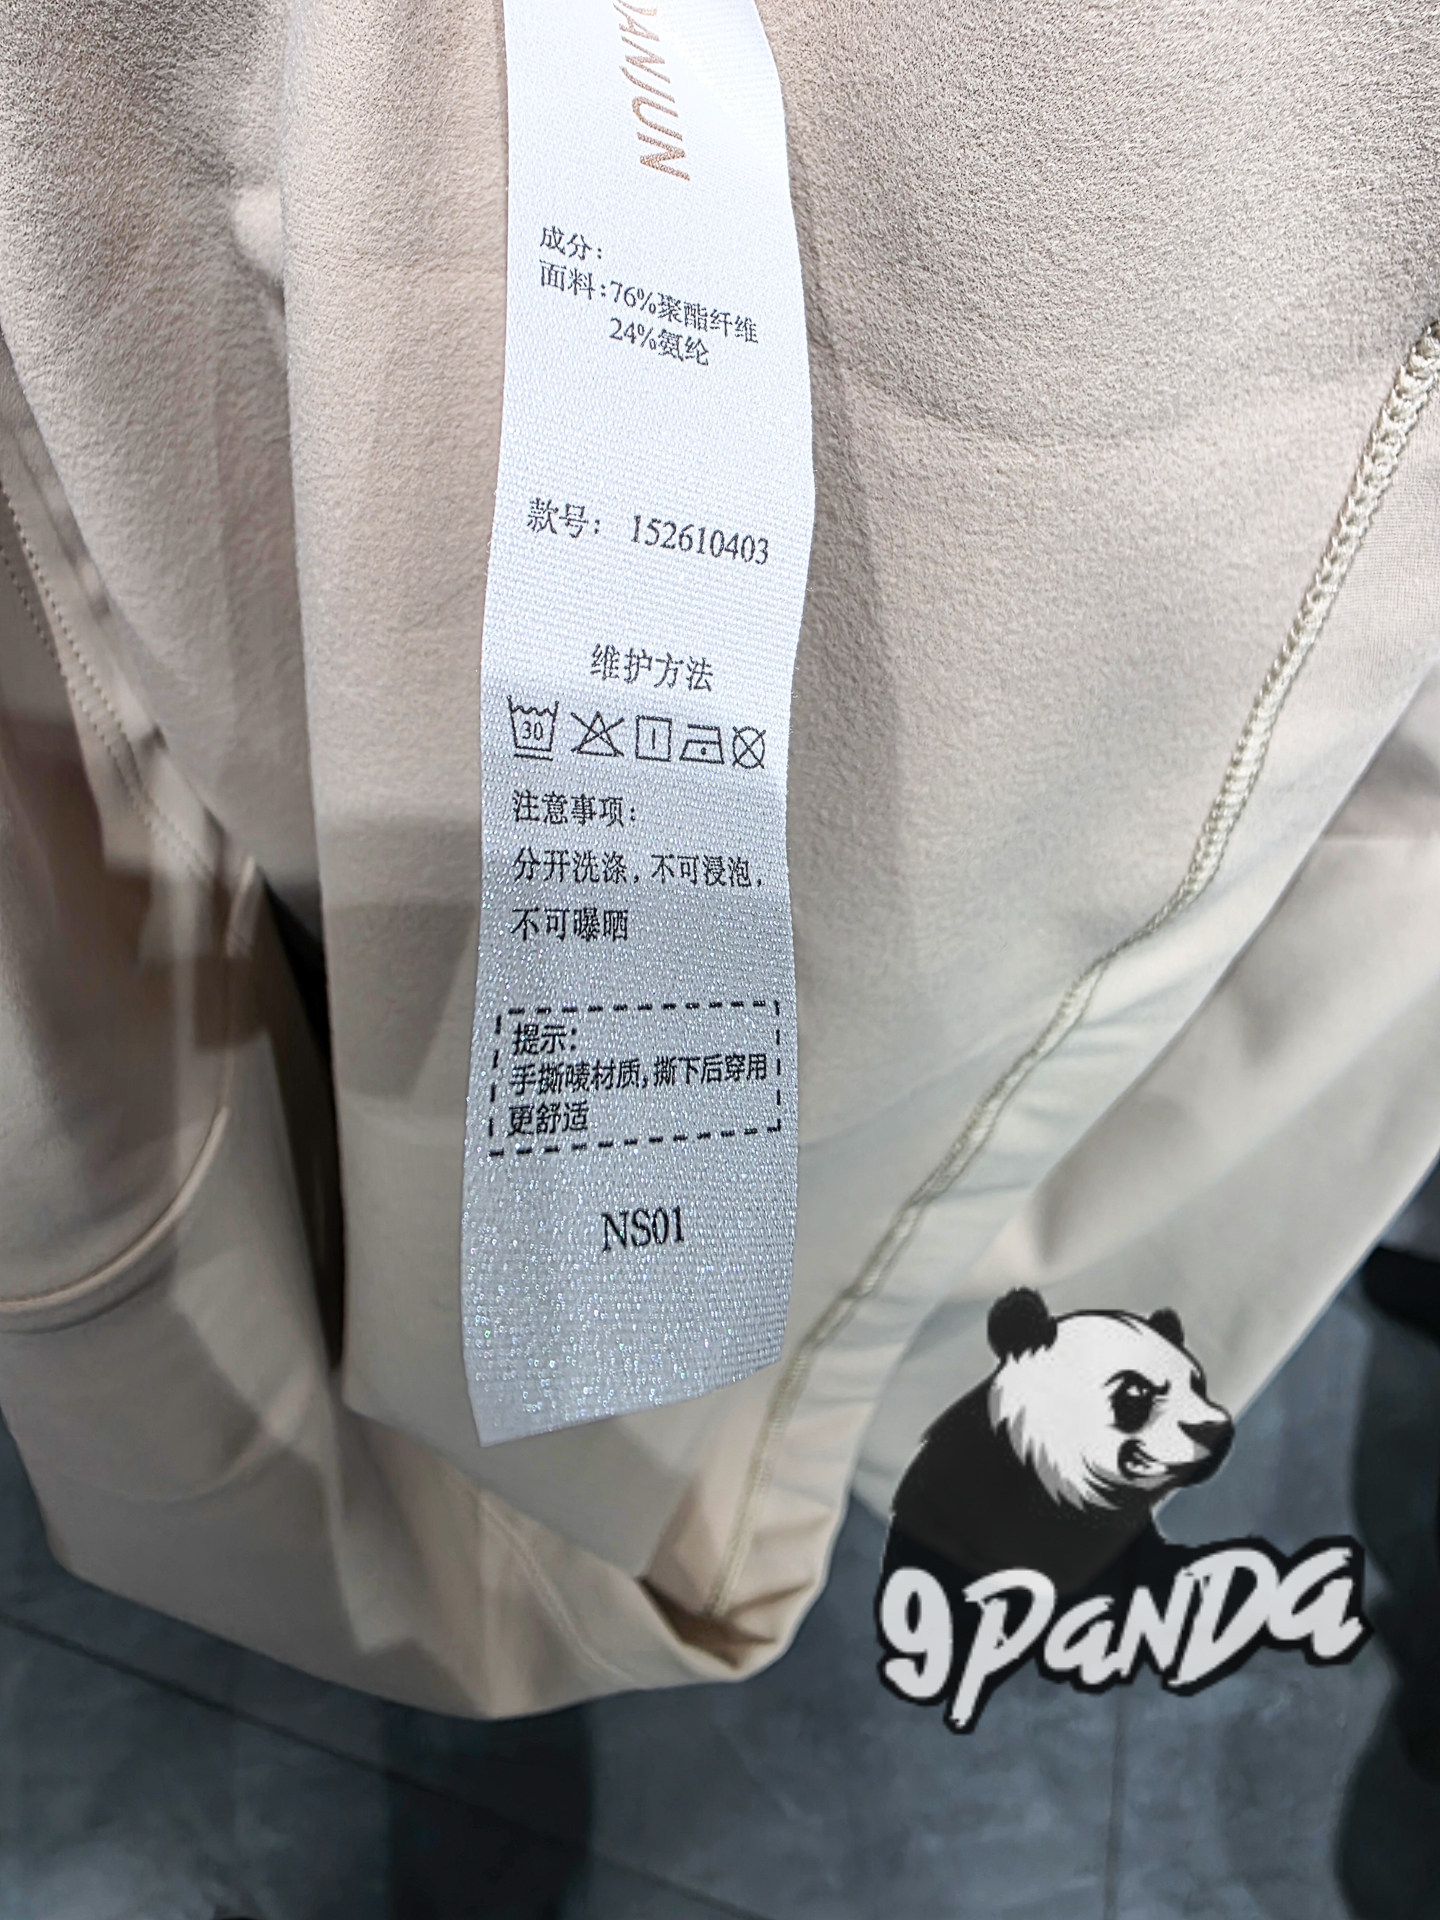 成分：
面料：76%聚酯纤维
24%氨纶
款号： 152610403
维护方法
30
注意事项：
分开洗涤，不可浸泡，
不可曝晒
提示：
手撕唛材质，撕下后穿用
更舒适
NS01
9PANDA